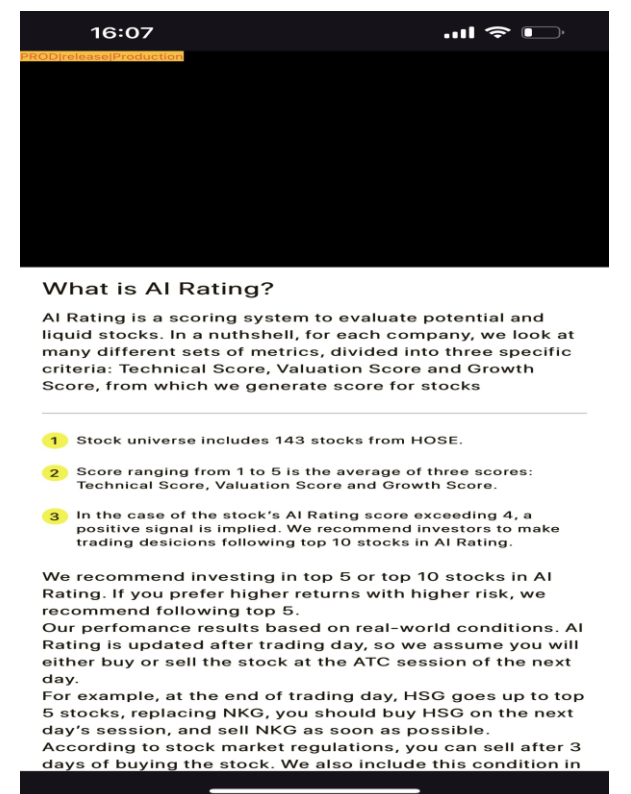 16:07
PROD|release|Production
What is AI Rating?
AI Rating is a scoring system to evaluate potential and
liquid stocks. In a nuthshell, for each company, we look at
many different sets of metrics, divided into three specific
criteria: Technical Score, Valuation Score and Growth
Score, from which we generate score for stocks
1 Stock universe includes 143 stocks from HOSE.
2 Score ranging from 1 to 5 is the average of three scores:
Technical Score, Valuation Score and Growth Score.
3 In the case of the stock's AI Rating score exceeding 4, a
positive signal is implied. We recommend investors to make
trading desicions following top 10 stocks in AI Rating.
We recommend investing in top 5 or top 10 stocks in AI
Rating. If you prefer higher returns with higher risk, we
recommend following top 5.
Our perfomance results based on real-world conditions. AI
Rating is updated after trading day, so we assume you will
either buy or sell the stock at the ATC session of the next
day.
For example, at the end of trading day, HSG goes up to top
5 stocks, replacing NKG, you should buy HSG on the next
day's session, and sell NKG as soon as possible.
According to stock market regulations, you can sell after 3
days of buying the stock. We also include this condition in